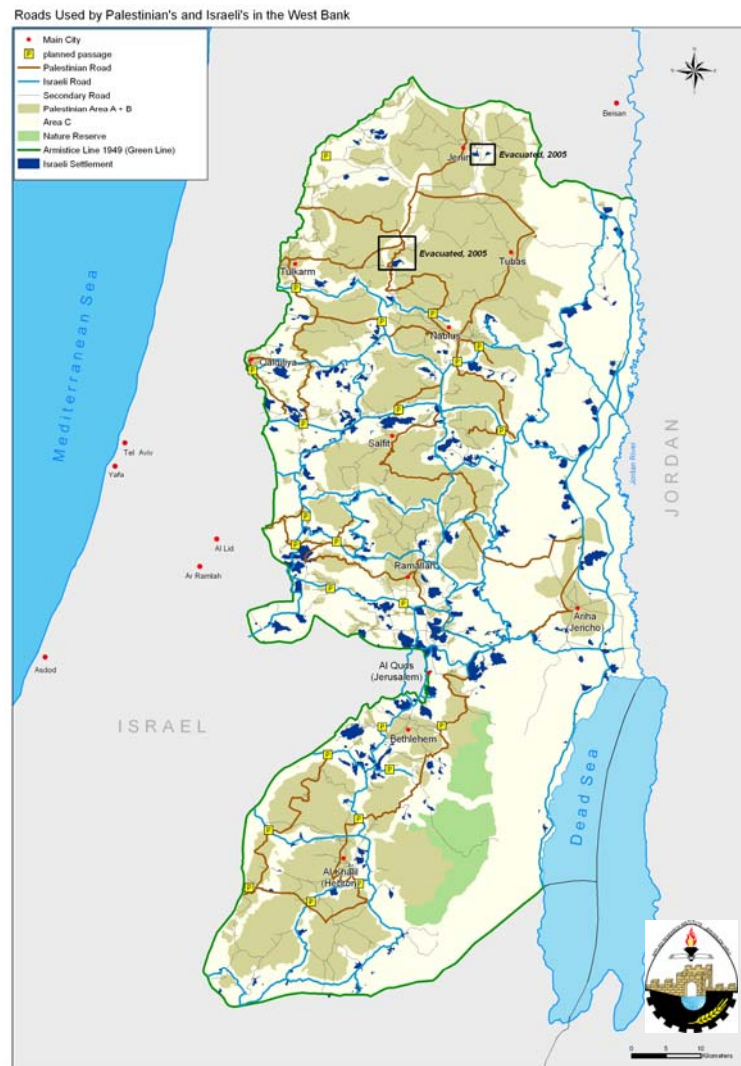 Roads Used by Palestinian's and Israeli's in the West Bank
Main City
P planned passage
Palestinian Road
Israeli Road
Secondary Road
Palestinian Area A + B
Area C
Nature Reserve
Armistice Line 1949 (Green Line)
Israeli Settlement
Beisan
Jenin
Evacuated, 2005
Evacuated, 2005
Tulkarm
Tubas
Nablus
Qalqiliya
Mediterranean Sea
Salfit
Tel Aviv
Yafa
Jordan River
JORDAN
Al Lid
Ar Ramlah
Ramallah
Ariha
(Jericho)
Asdod
Al Quds
(Jerusalem)
ISRAEL
Bethlehem
Dead Sea
Al Khalil
(Hebron)
0 5 10
Kilometers